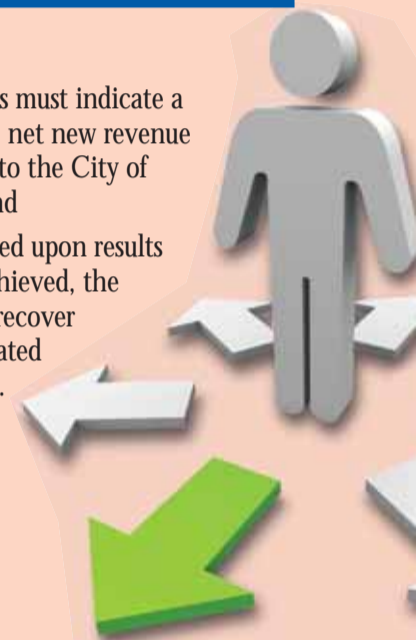 s must indicate a
net new revenue
to the City of
nd
ed upon results
hieved, the
recover
ated
.